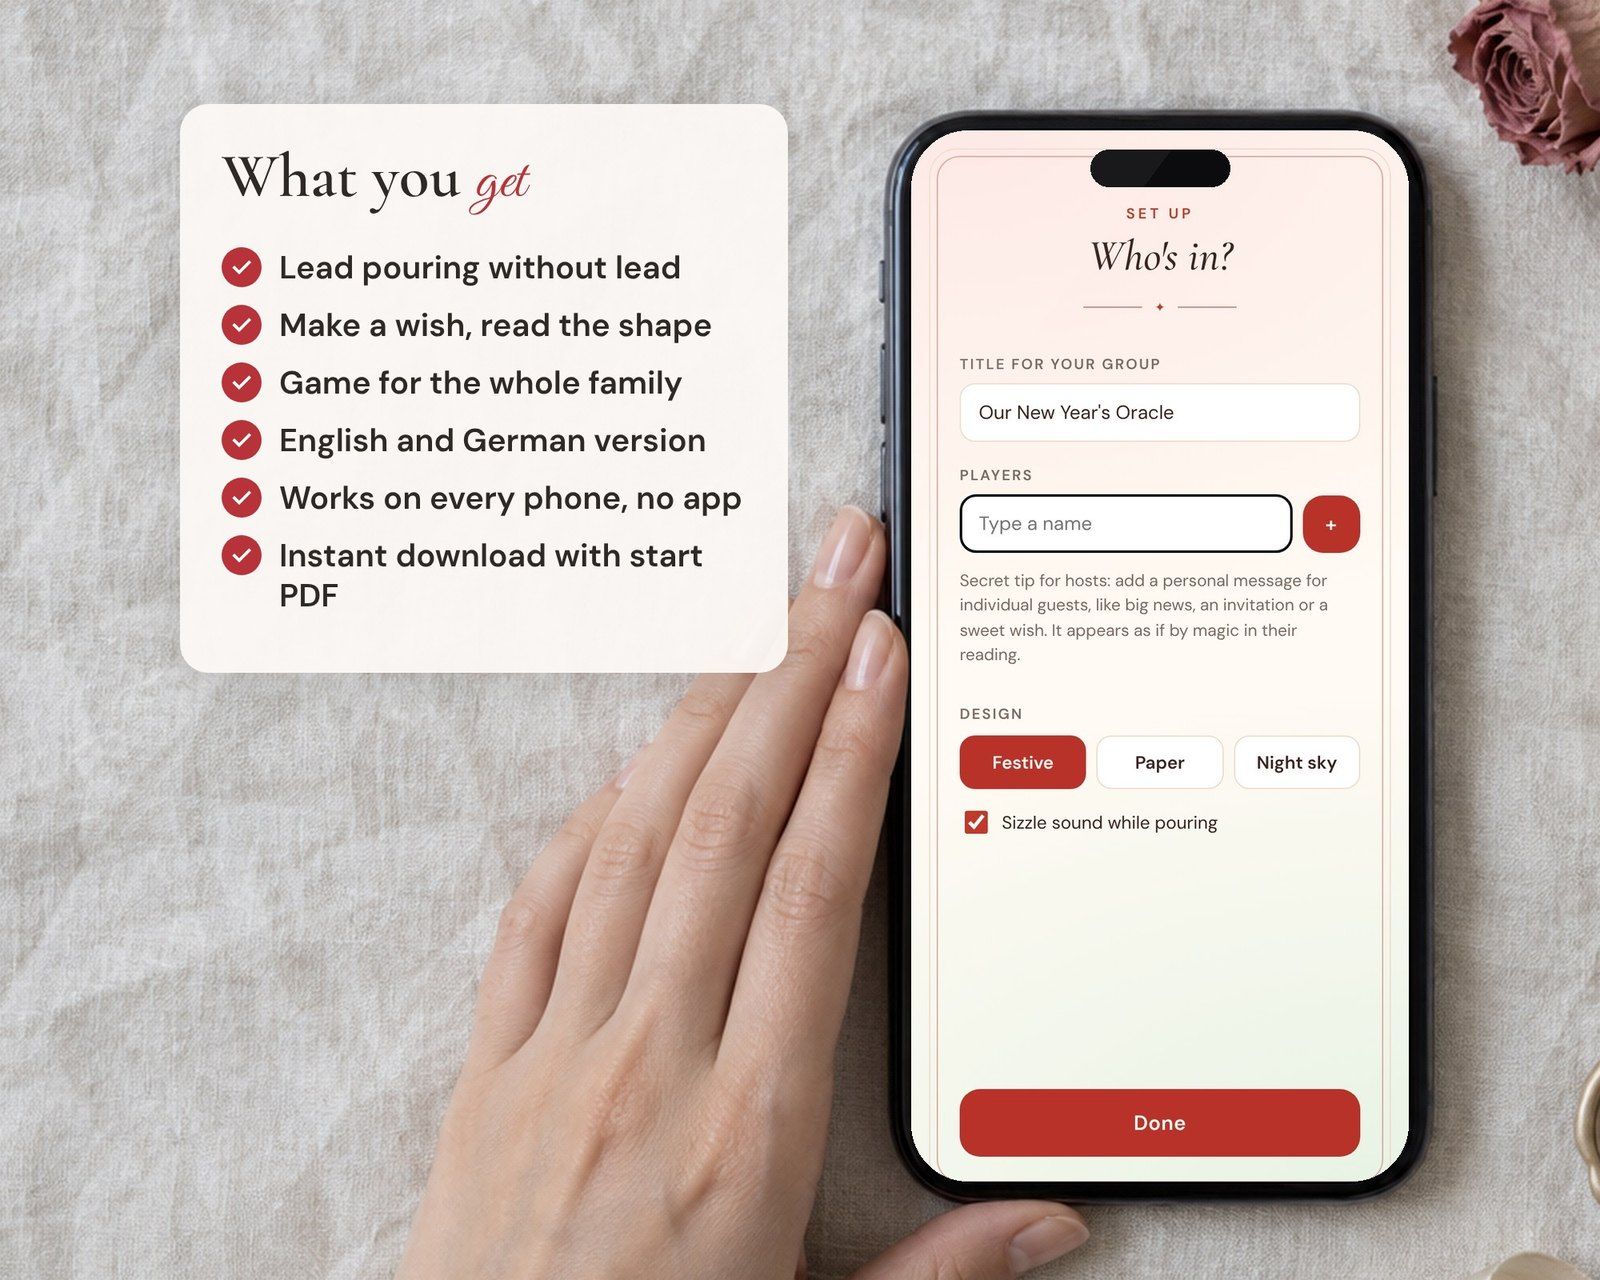 What you get
Lead pouring without lead
Make a wish, read the shape
Game for the whole family
English and German version
Works on every phone, no app
Instant download with start
PDF
SET UP
Who's in?
TITLE FOR YOUR GROUP
Our New Year's Oracle
PLAYERS
Type a name
+
Secret tip for hosts: add a personal message for
individual guests, like big news, an invitation or a
sweet wish. It appears as if by magic in their
reading.
DESIGN
Festive Paper Night sky
Sizzle sound while pouring
Done